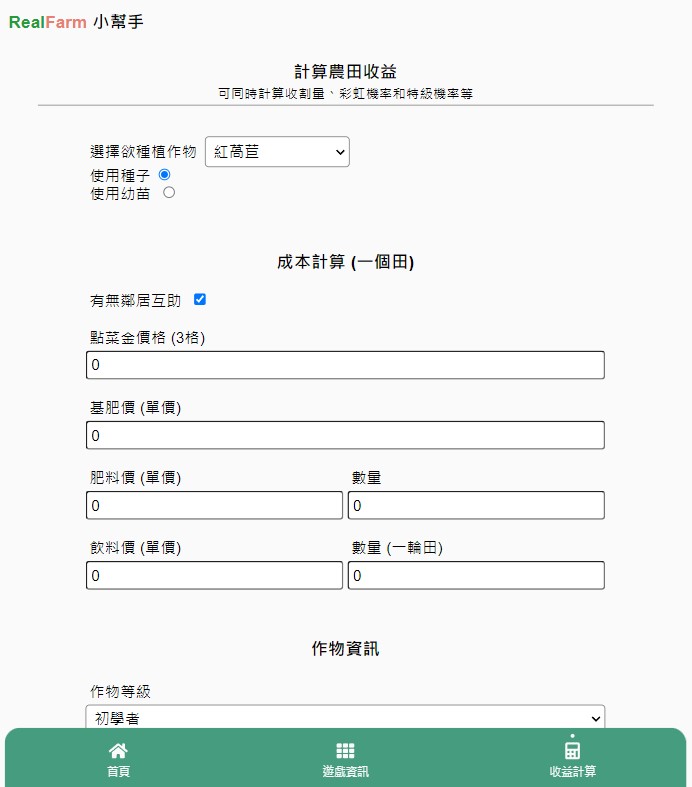 RealFarm 小幫手
計算農田收益
可同時計算收割量、彩虹機率和特級機率等
選擇欲種植作物 紅萵苣
使用種子
使用幼苗
成本計算 (一個田)
有無鄰居互助
點菜金價格 (3格)
0
基肥價 (單價)
0
肥料價 (單價) 數量
0 0
飲料價 (單價) 數量 (一輪田)
0 0
作物資訊
作物等級
初學者
首頁 遊戲資訊 收益計算